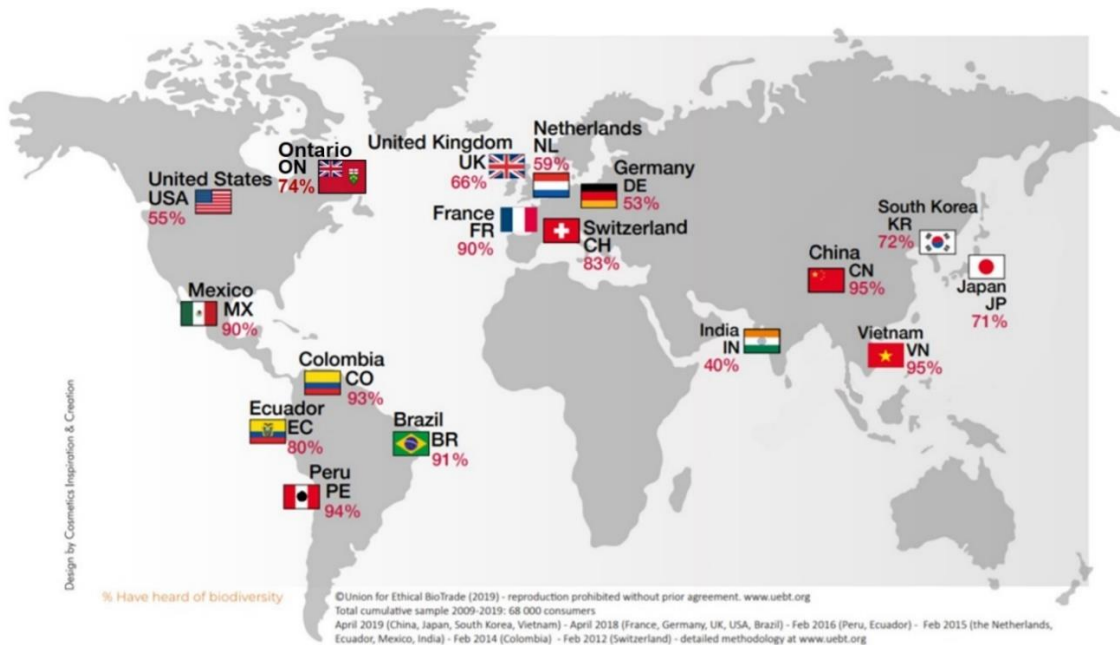 Ontario
ON
74%
United States
USA
55%
Mexico
MX
90%
Colombia
CO
93%
Ecuador
EC
80%
Brazil
BR
91%
Peru
PE
94%
United Kingdom
UK
66%
Netherlands
NL
59%
Germany
DE
53%
France
FR
90%
Switzerland
CH
83%
South Korea
KR
72%
China
CN
95%
Japan
JP
71%
India
IN
40%
Vietnam
VN
95%
Design by Cosmetics Inspiration & Creation
% Have heard of biodiversity
©Union for Ethical BioTrade (2019) - reproduction prohibited without prior agreement. www.uebt.org
Total cumulative sample 2009-2019: 68 000 consumers
April 2019 (China, Japan, South Korea, Vietnam) - April 2018 (France, Germany, UK, USA, Brazil) - Feb 2016 (Peru, Ecuador) - Feb 2015 (the Netherlands,
Ecuador, Mexico, India) - Feb 2014 (Colombia) - Feb 2012 (Switzerland) - detailed methodology at www.uebt.org